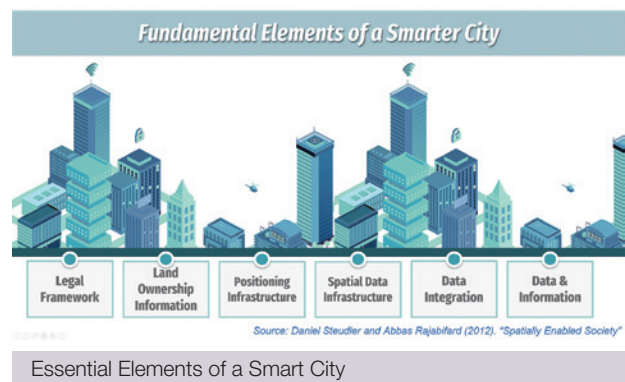 Fundamental Elements of a Smarter City
Legal
Framework
Land
Ownership
Information
Positioning
Infrastructure
Spatial Data
Infrastructure
Data
Integration
Data &
Information
Source: Daniel Steudler and Abbas Rajabifard (2012). "Spatially Enabled Society"
Essential Elements of a Smart City